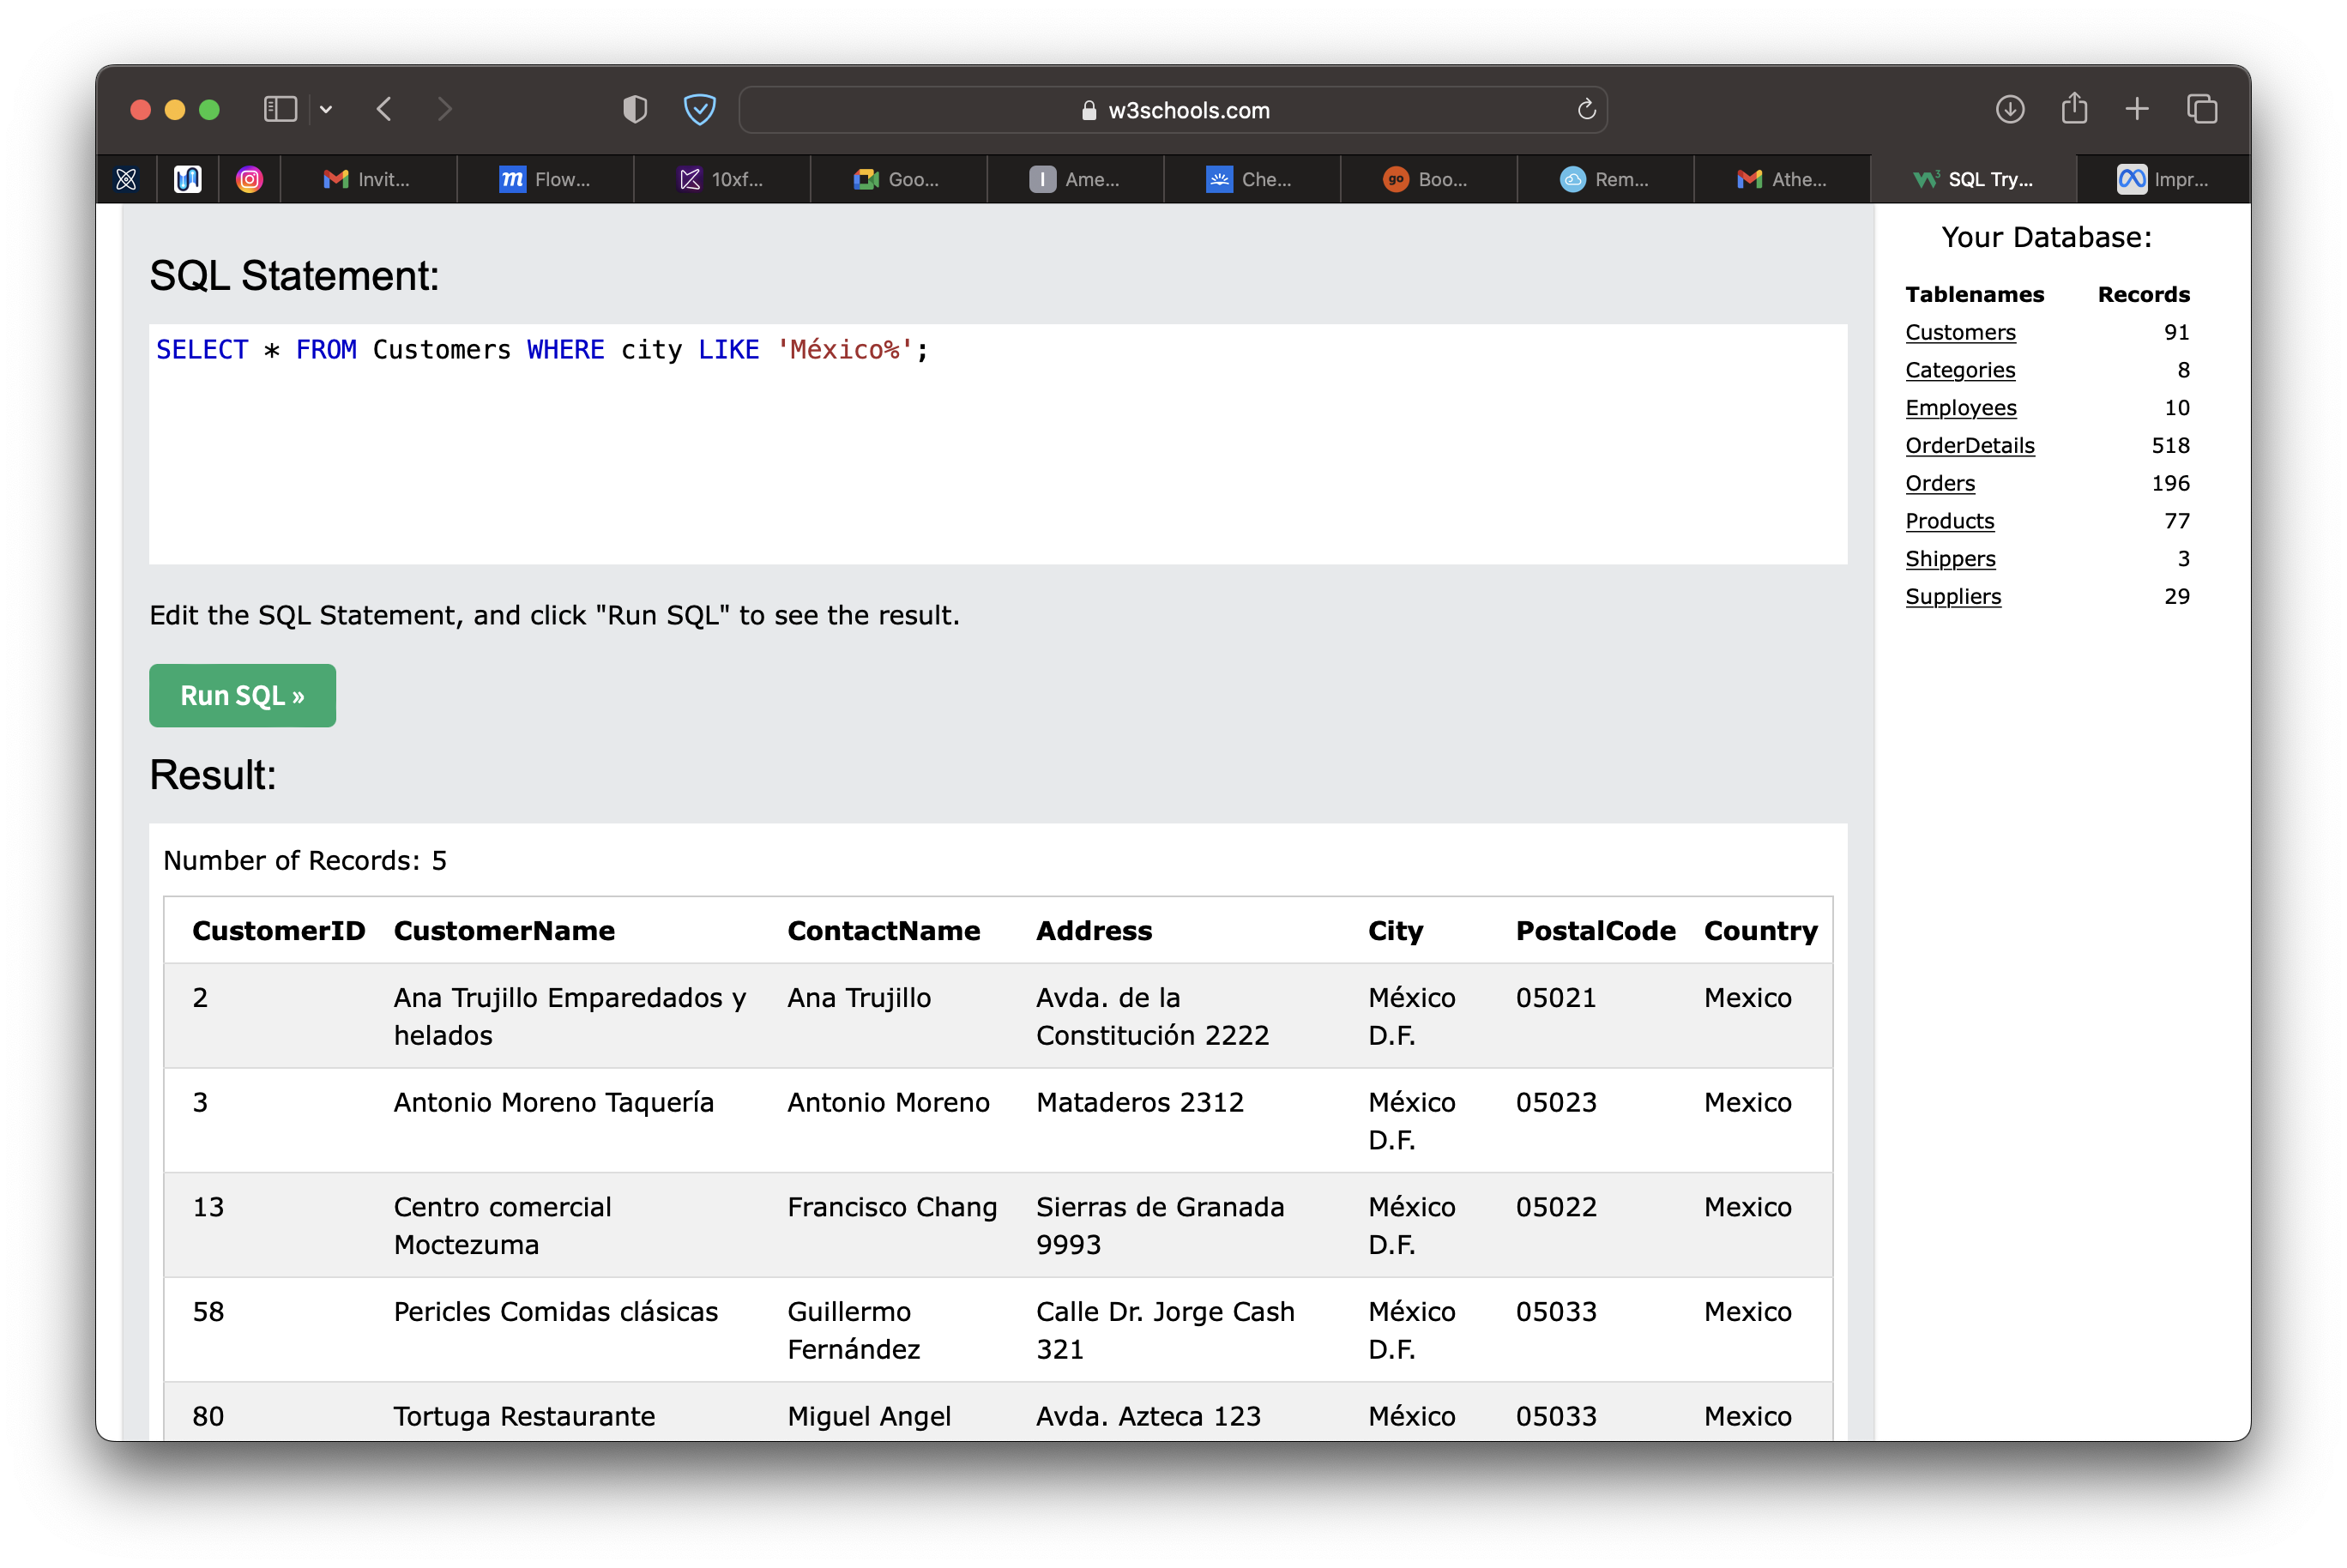 w3schools.com
Invit...
m Flow...
10xf...
Goo...
I Ame...
Che...
go Boo...
Rem...
Athe...
W3 SQL Try...
Impr...
SQL Statement:
SELECT * FROM Customers WHERE city LIKE 'México%';
Edit the SQL Statement, and click "Run SQL" to see the result.
Run SQL »
Result:
Number of Records: 5
CustomerID CustomerName ContactName Address City PostalCode Country
2 Ana Trujillo Emparedados y Ana Trujillo Avda. de la México 05021 Mexico
helados Constitución 2222 D.F.
3 Antonio Moreno Taquería Antonio Moreno Mataderos 2312 México 05023 Mexico
D.F.
13 Centro comercial Francisco Chang Sierras de Granada México 05022 Mexico
Moctezuma 9993 D.F.
58 Pericles Comidas clásicas Guillermo Calle Dr. Jorge Cash México 05033 Mexico
Fernández 321 D.F.
80 Tortuga Restaurante Miguel Angel Avda. Azteca 123 México 05033 Mexico
Your Database:
Tablenames Records
Customers 91
Categories 8
Employees 10
OrderDetails 518
Orders 196
Products 77
Shippers 3
Suppliers 29